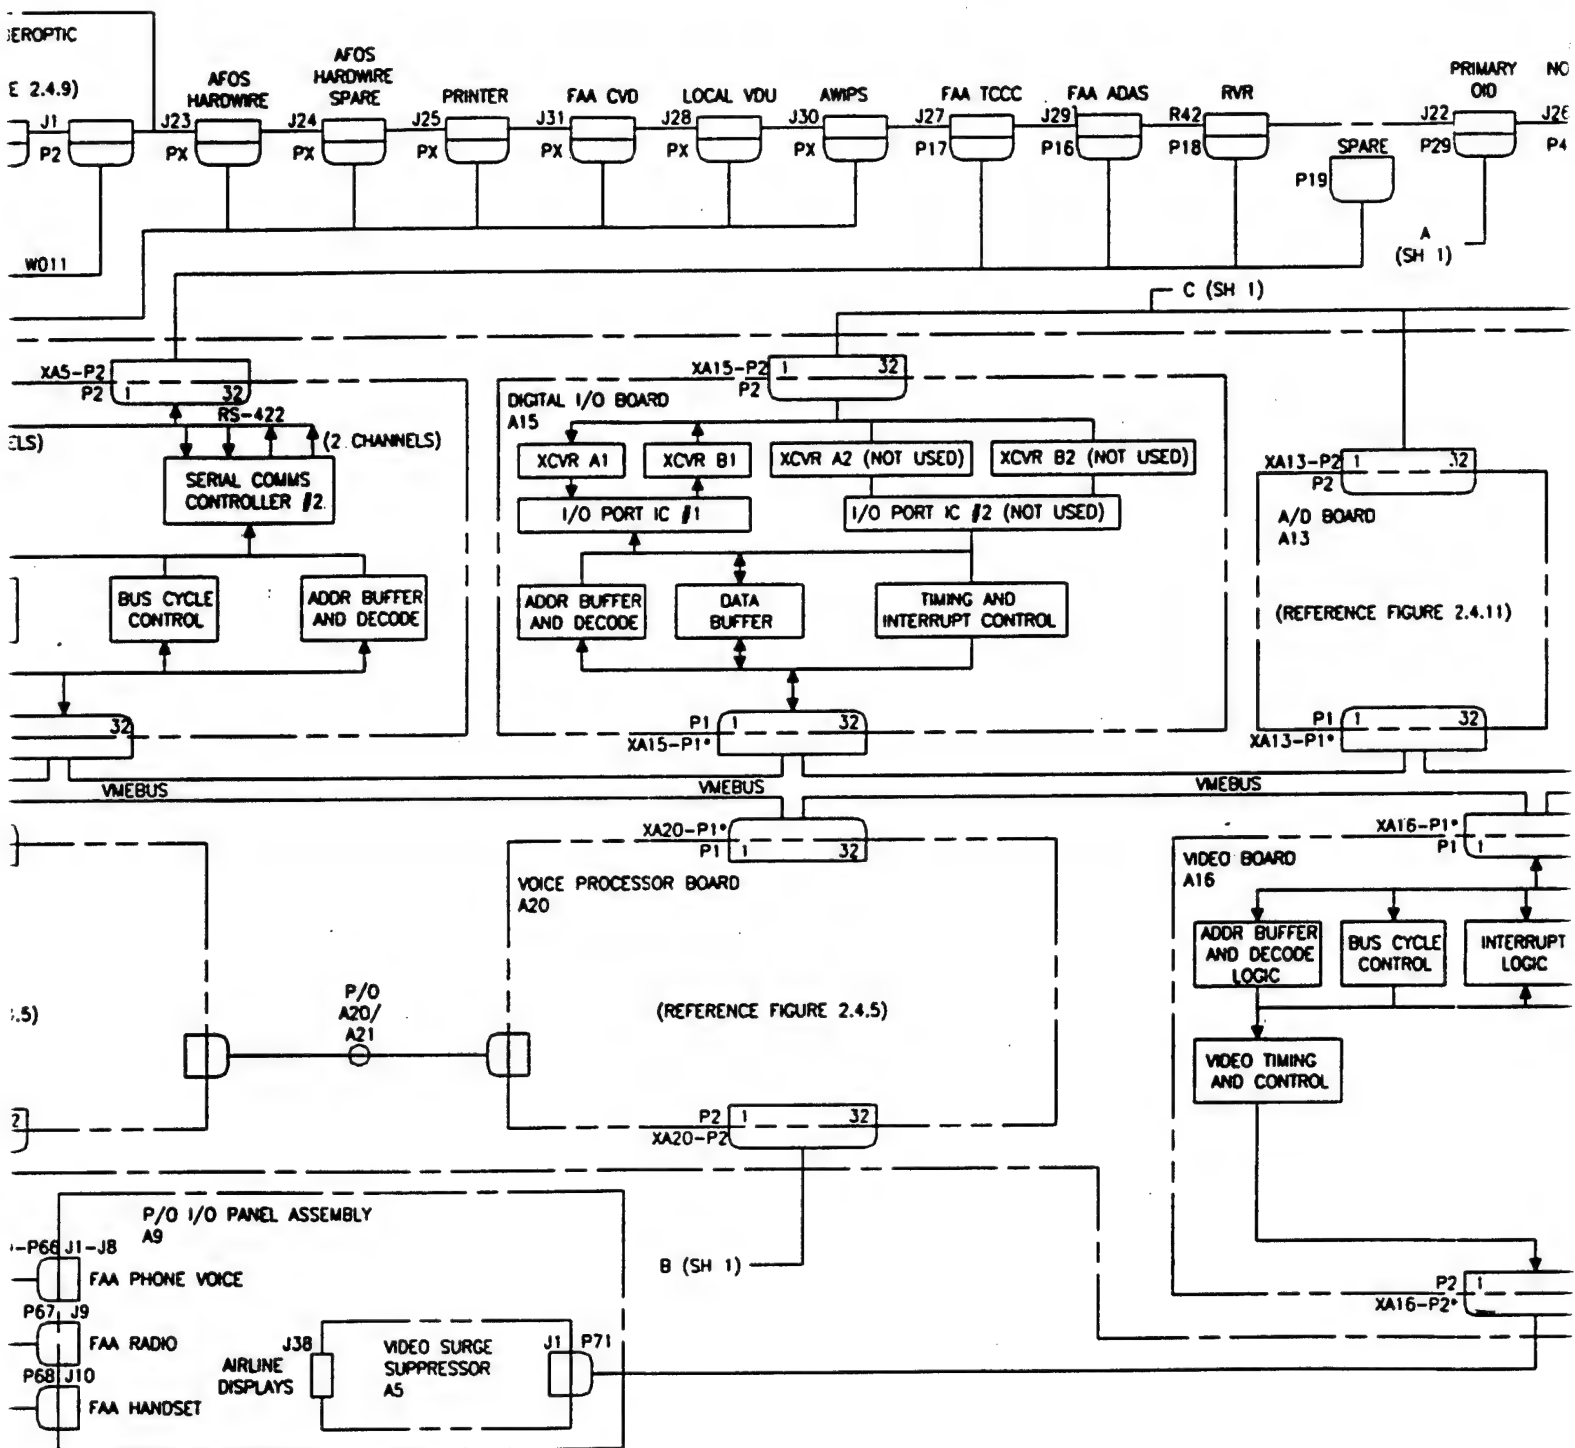 EROPTIC
E 2.4.9)
AFOS
HARDWIRE
AFOS
HARDWIRE
SPARE
PRINTER
FAA CVD
LOCAL VDU
AWIPS
FAA TCCC
FAA ADAS
RVR
PRIMARY
OID
NO
J1
J23
J24
J25
J31
J28
J30
J27
J29
R42
J22
J26
P2
PX
PX
PX
PX
PX
PX
P17
P16
P18
SPARE
P29
P4
P19
W011
A
(SH 1)
C (SH 1)
XA5-P2
P2
1
32
RS-422
ELS)
(2 CHANNELS)
SERIAL COMMS
CONTROLLER #2
BUS CYCLE
CONTROL
ADDR BUFFER
AND DECODE
32
XA15-P2
P2
1
32
DIGITAL I/O BOARD
A15
XCVR A1
XCVR B1
XCVR A2 (NOT USED)
XCVR B2 (NOT USED)
I/O PORT IC #1
I/O PORT IC #2 (NOT USED)
ADDR BUFFER
AND DECODE
DATA
BUFFER
TIMING AND
INTERRUPT CONTROL
P1
1
32
XA15-P1*
XA13-P2
P2
1
32
A/D BOARD
A13
(REFERENCE FIGURE 2.4.11)
P1
1
32
XA13-P1*
VMEBUS
VMEBUS
VMEBUS
XA20-P1*
P1
1
32
VOICE PROCESSOR BOARD
A20
(REFERENCE FIGURE 2.4.5)
.5)
P/O
A20/
A21
P2
1
32
XA20-P2
2
B (SH 1)
XA16-P1*
P1
1
VIDEO BOARD
A16
ADDR BUFFER
AND DECODE
LOGIC
BUS CYCLE
CONTROL
INTERRUPT
LOGIC
VIDEO TIMING
AND CONTROL
P2
1
XA16-P2*
P/O I/O PANEL ASSEMBLY
A9
-P66
J1-J8
FAA PHONE VOICE
P67
J9
FAA RADIO
P68
J10
FAA HANDSET
AIRLINE
DISPLAYS
J38
VIDEO SURGE
SUPPRESSOR
A5
J1
P71